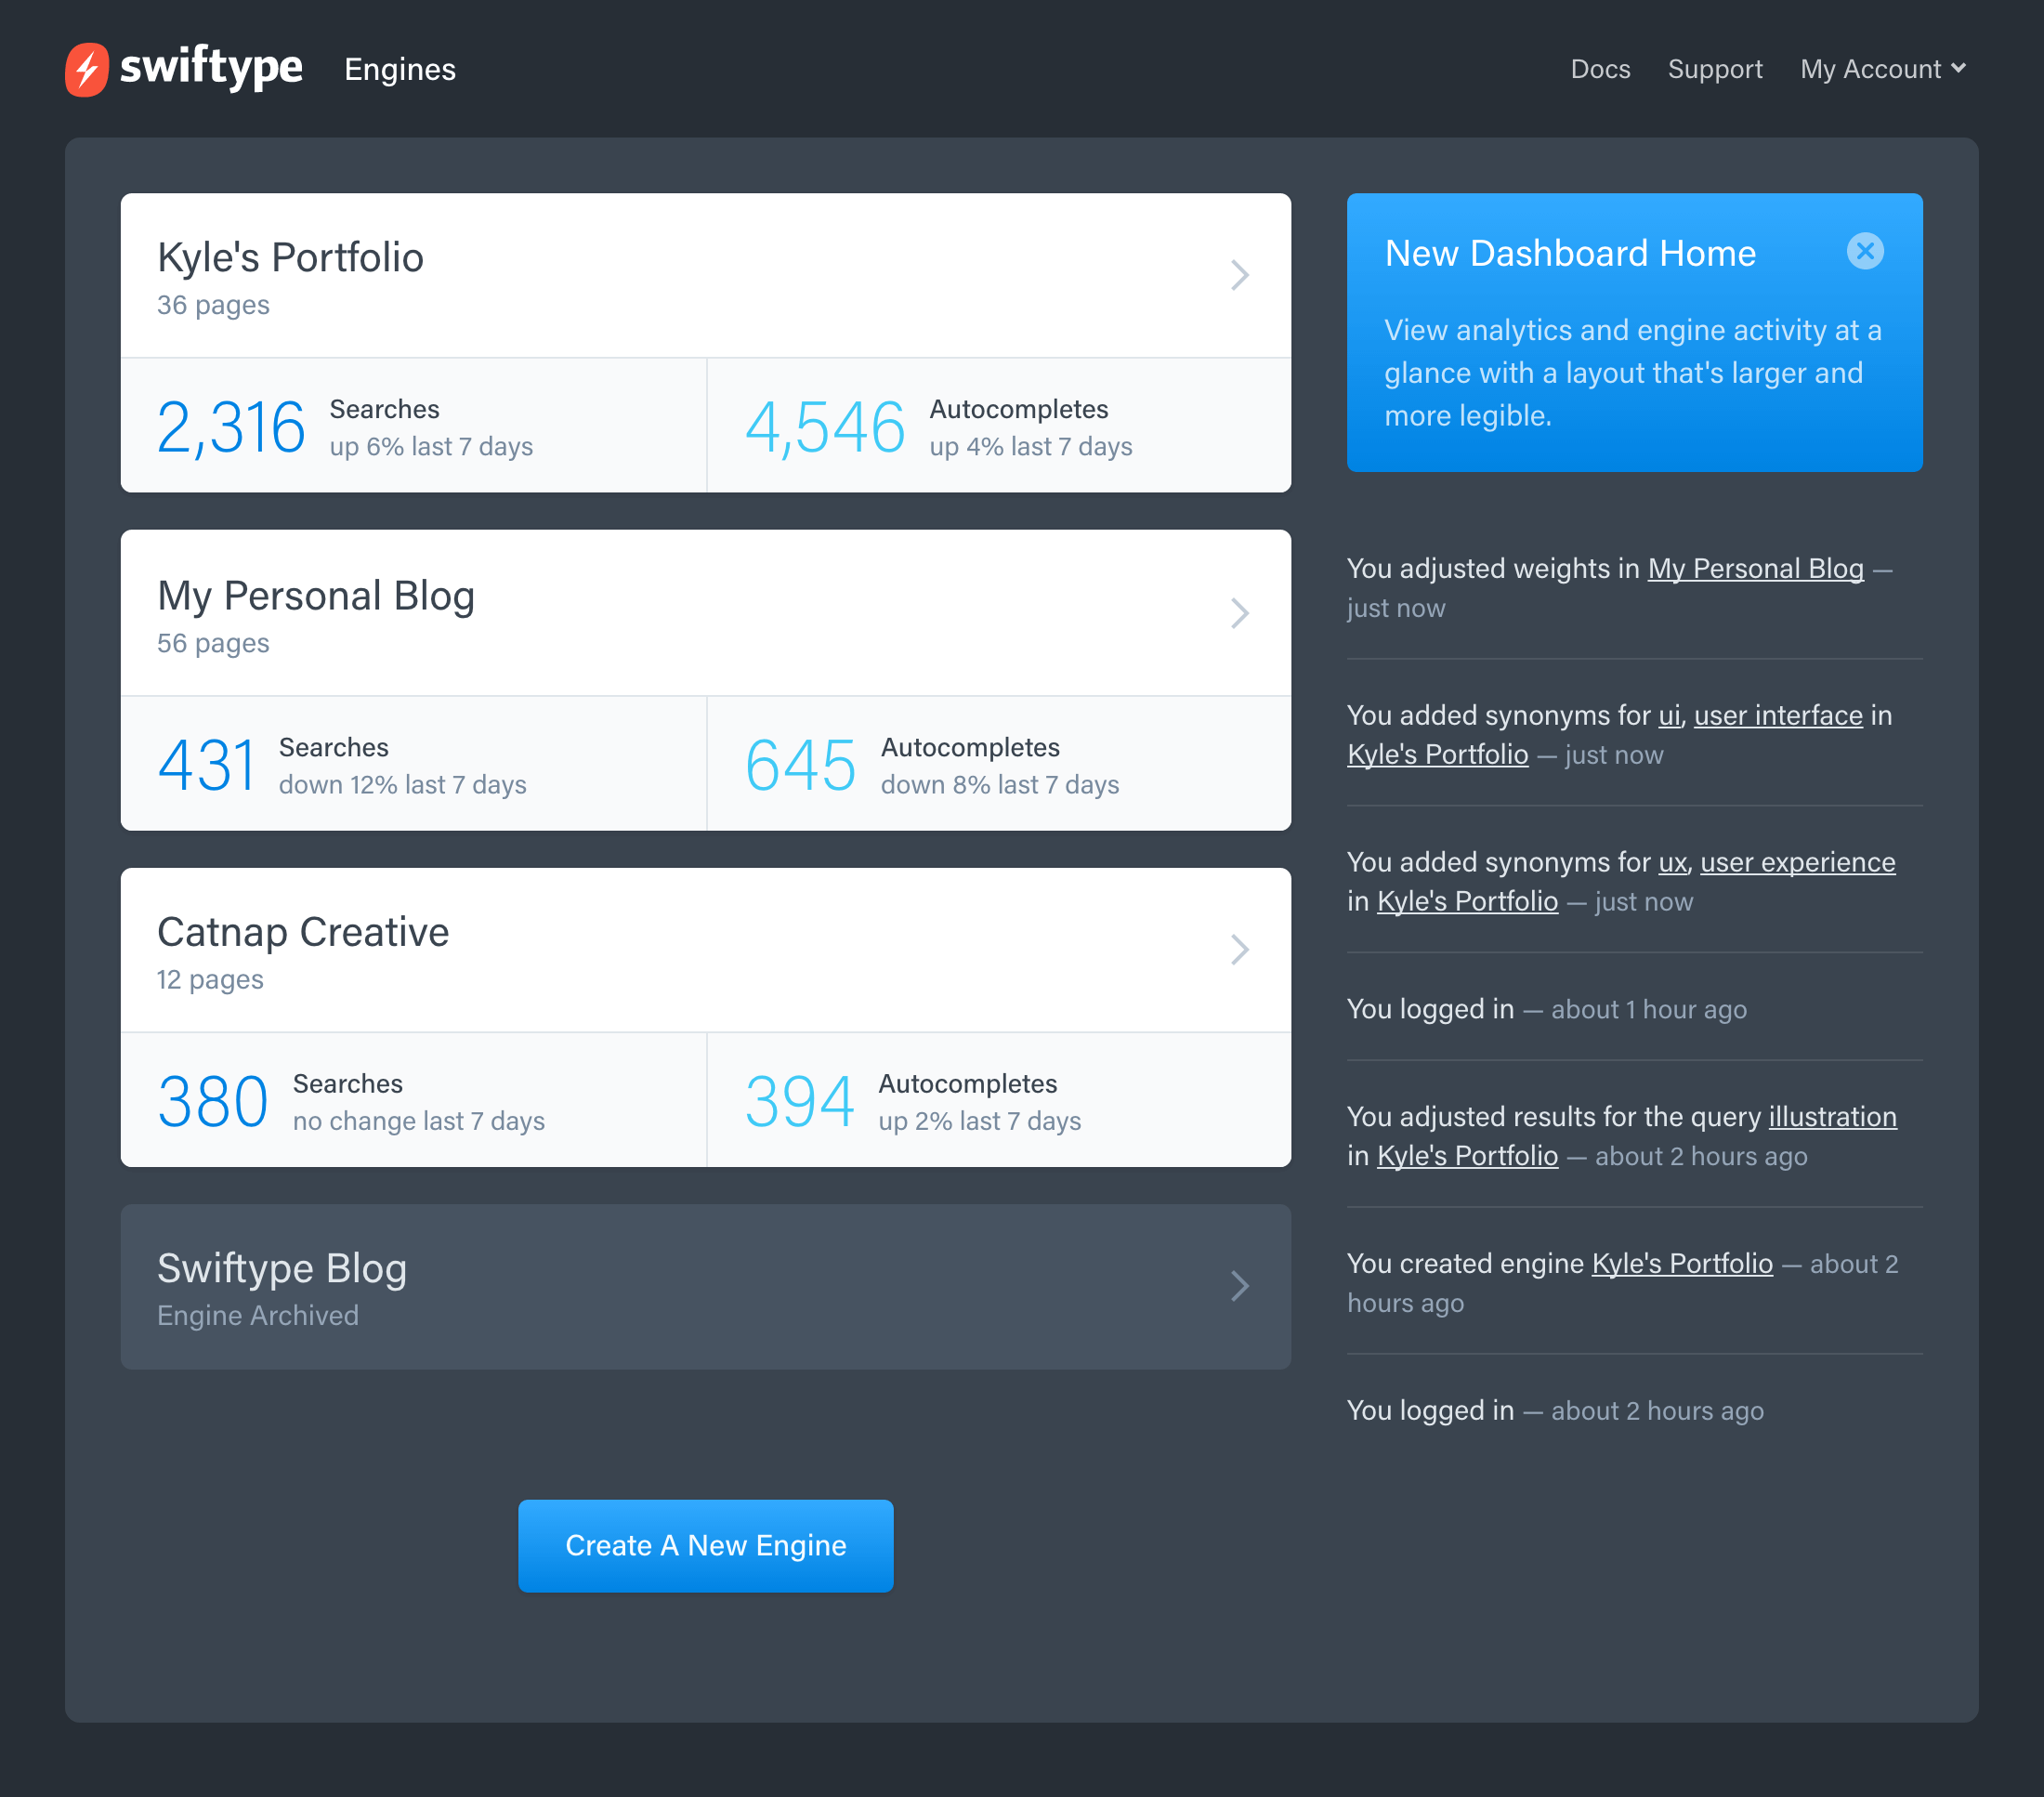 swiftype
Engines
Docs
Support
My Account
Kyle's Portfolio
36 pages
2,316
Searches
up 6% last 7 days
4,546
Autocompletes
up 4% last 7 days
My Personal Blog
56 pages
431
Searches
down 12% last 7 days
645
Autocompletes
down 8% last 7 days
Catnap Creative
12 pages
380
Searches
no change last 7 days
394
Autocompletes
up 2% last 7 days
Swiftype Blog
Engine Archived
Create A New Engine
New Dashboard Home
View analytics and engine activity at a
glance with a layout that's larger and
more legible.
You adjusted weights in My Personal Blog —
just now
You added synonyms for ui, user interface in
Kyle's Portfolio — just now
You added synonyms for ux, user experience
in Kyle's Portfolio — just now
You logged in — about 1 hour ago
You adjusted results for the query illustration
in Kyle's Portfolio — about 2 hours ago
You created engine Kyle's Portfolio — about 2
hours ago
You logged in — about 2 hours ago